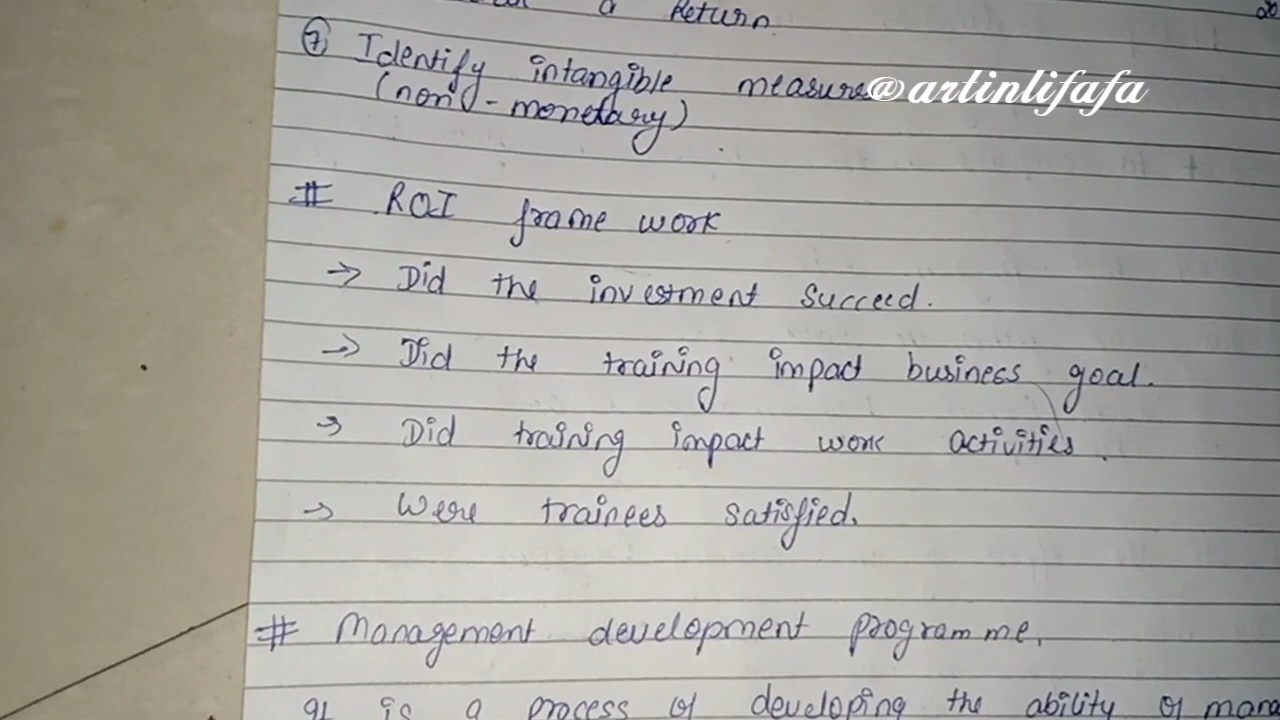 a Return
⑦ Identify intangible measure
@artinlifafa
(non-monetary)
# ROI frame work
→ Did the investment succeed.
→ Did the training impact business goal.
→ Did training impact work activities.
→ Were trainees satisfied.
# Management development programme.
It is a process of developing the ability of